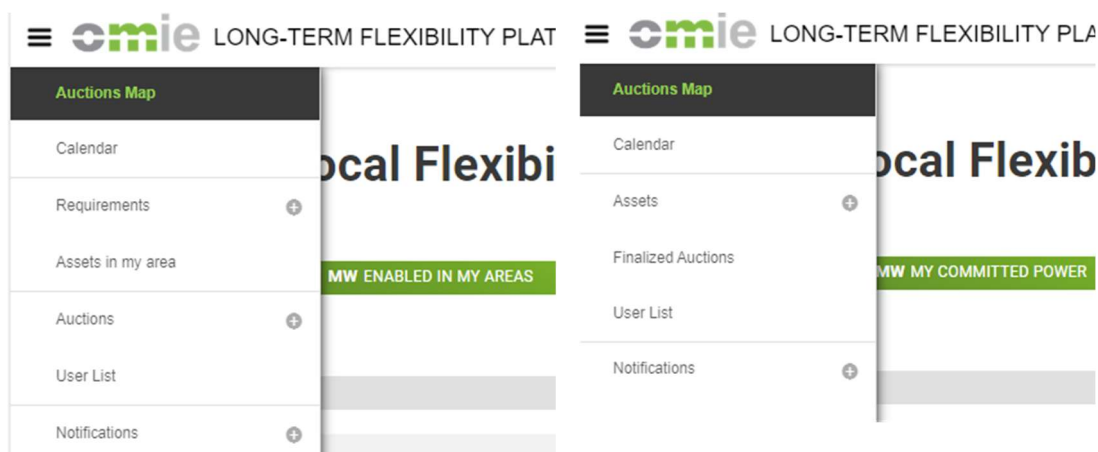 omie LONG-TERM FLEXIBILITY PLAT
Auctions Map
Calendar
Requirements
Assets in my area
Auctions
User List
Notifications
ocal Flexibi
MW ENABLED IN MY AREAS
omie LONG-TERM FLEXIBILITY PLA
Auctions Map
Calendar
Assets
Finalized Auctions
User List
Notifications
ocal Flexib
MW MY COMMITTED POWER